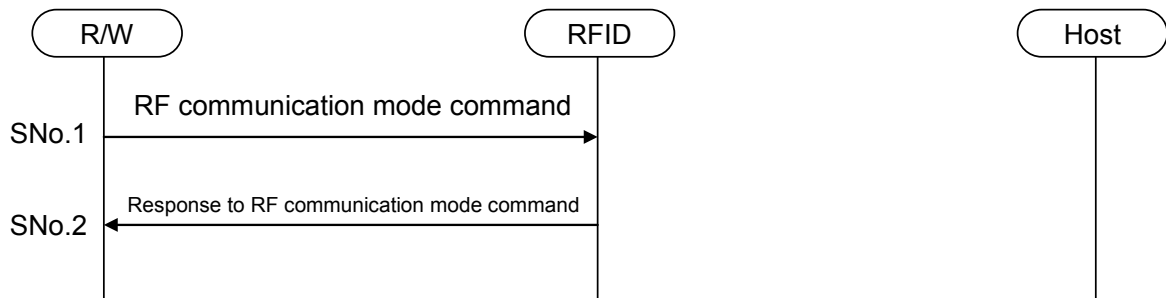 R/W
RFID
Host
RF communication mode command
SNo.1
Response to RF communication mode command
SNo.2